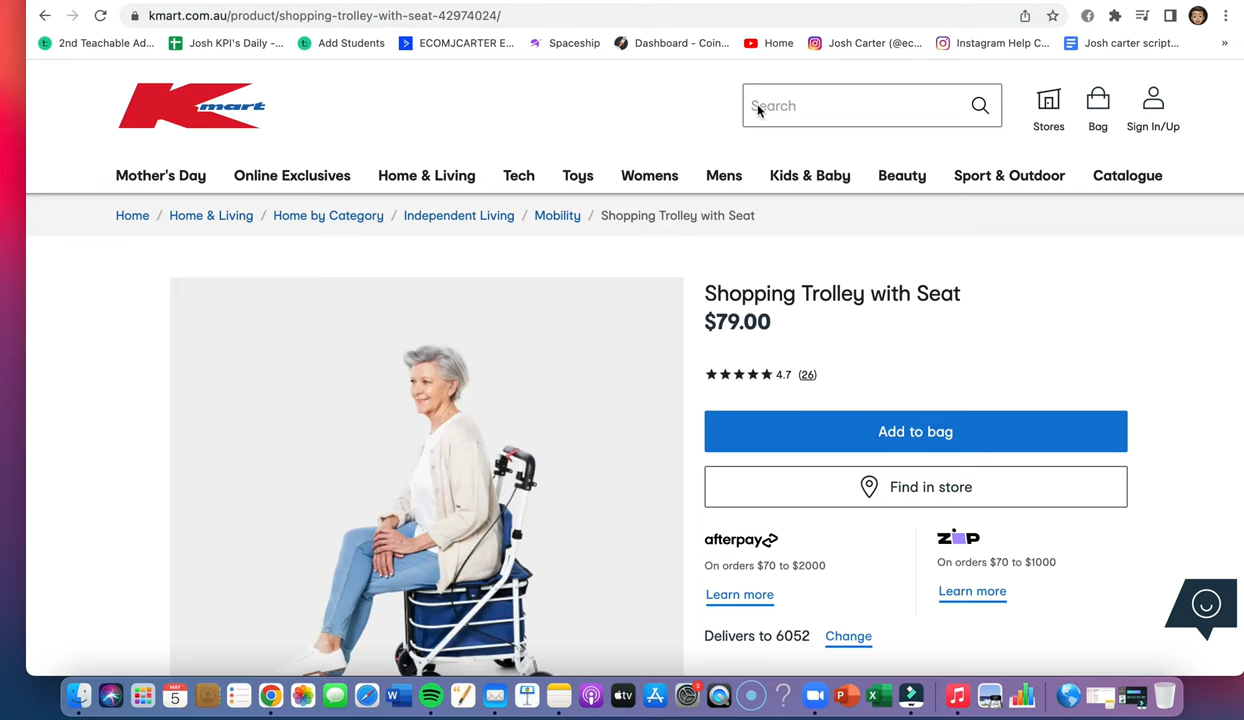 kmart.com.au/product/shopping-trolley-with-seat-42974024/
2nd Teachable Ad... Josh KPI's Daily -... Add Students ECOMJCARTER E... Spaceship Dashboard - Coin... Home Josh Carter (@ec... Instagram Help C... Josh carter script... »
Kmart
Search
Stores Bag Sign In/Up
Mother's Day Online Exclusives Home & Living Tech Toys Womens Mens Kids & Baby Beauty Sport & Outdoor Catalogue
Home / Home & Living / Home by Category / Independent Living / Mobility / Shopping Trolley with Seat
Shopping Trolley with Seat
$79.00
4.7 (26)
Add to bag
Find in store
afterpay
On orders $70 to $2000
Learn more
ZIP
On orders $70 to $1000
Learn more
Delivers to 6052 Change
MAY
5
tv